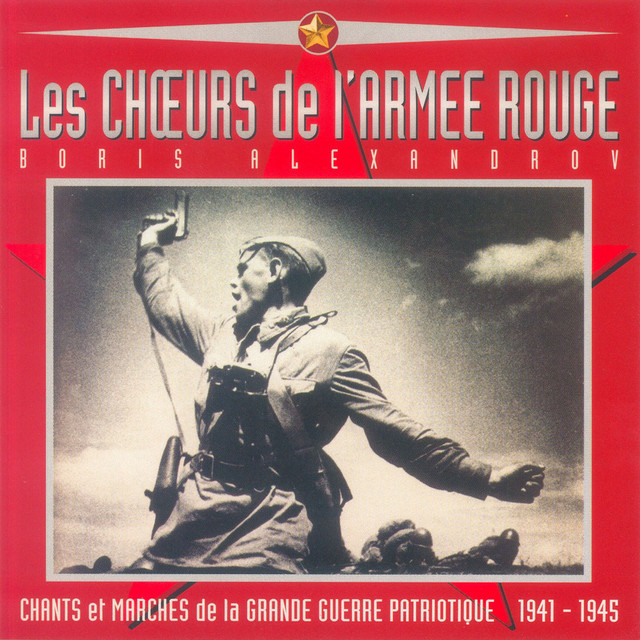 Les CHŒURS de l'ARMEE ROUGE
BORIS ALEXANDROV
CHANTS et MARCHES de la GRANDE GUERRE PATRIOTIQUE 1941 - 1945